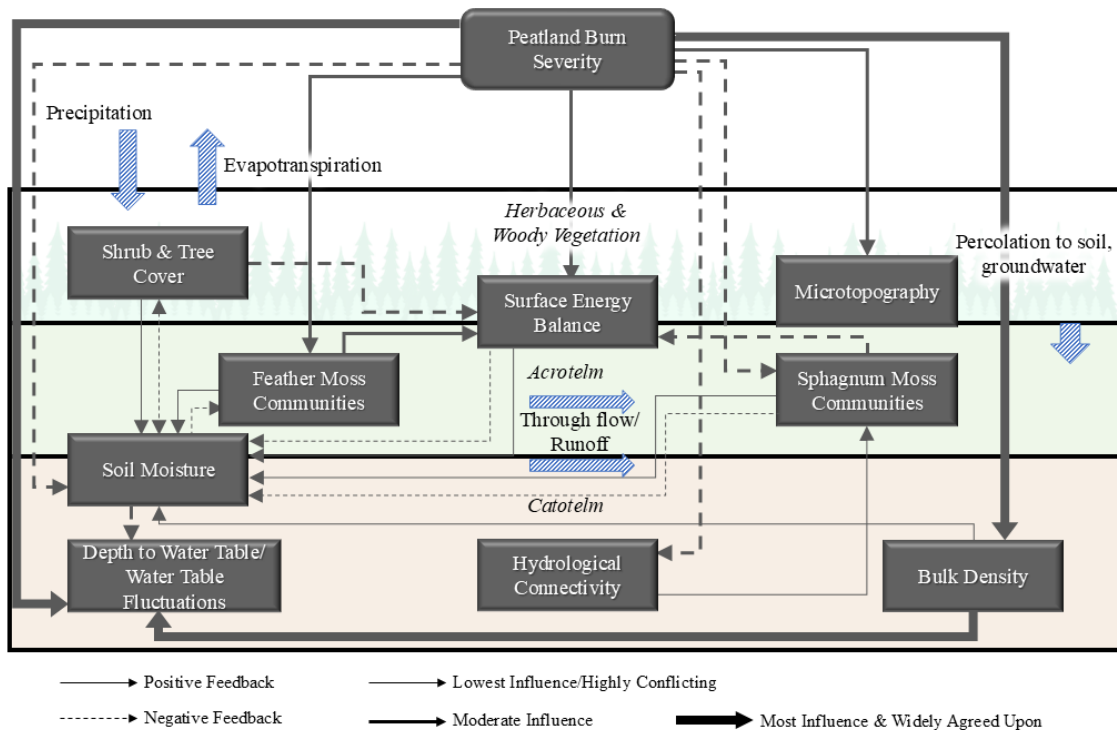 Peatland Burn
Severity
Precipitation
Evapotranspiration
Herbaceous &
Woody Vegetation
Percolation to soil,
groundwater
Shrub & Tree
Cover
Surface Energy
Balance
Microtopography
Feather Moss
Communities
Acrotelm
Sphagnum Moss
Communities
Through flow/
Runoff
Soil Moisture
Catotelm
Depth to Water Table/
Water Table
Fluctuations
Hydrological
Connectivity
Bulk Density
Positive Feedback
Lowest Influence/Highly Conflicting
Negative Feedback
Moderate Influence
Most Influence & Widely Agreed Upon